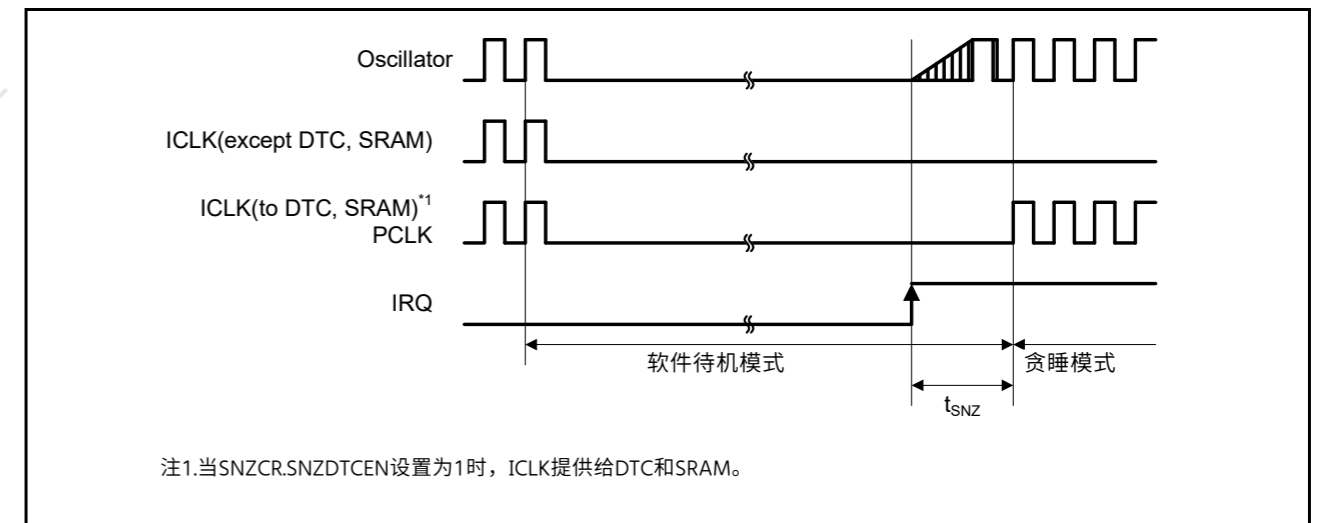 Oscillator
ICLK(except DTC, SRAM)
ICLK(to DTC, SRAM)*1
PCLK
IRQ
软件待机模式
贪睡模式
tSNZ
注1.当SNZCR.SNZDTCEN设置为1时，ICLK提供给DTC和SRAM。